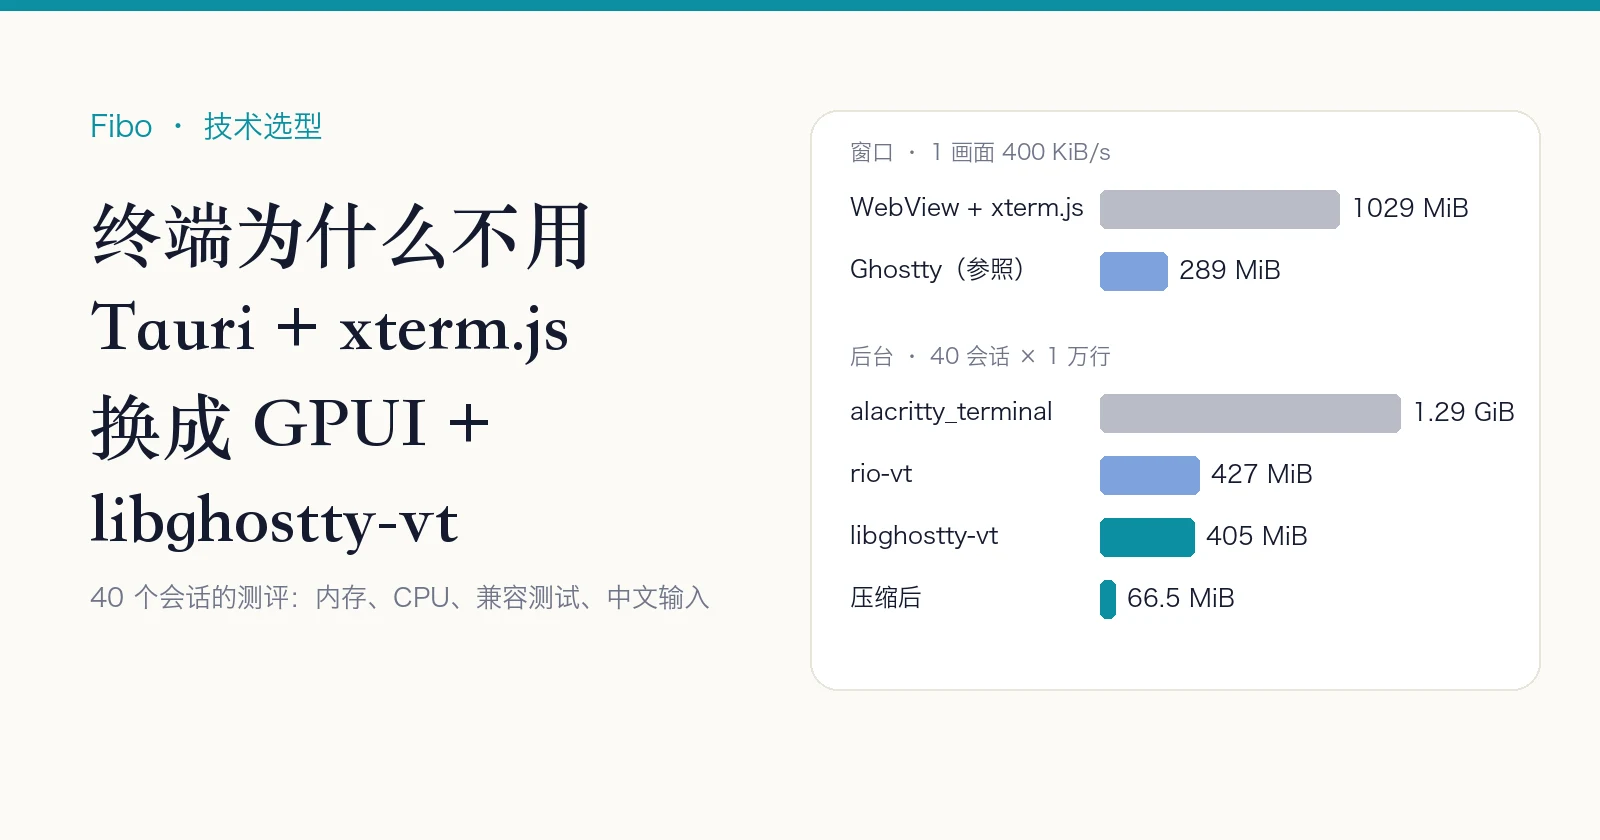 Fibo · 技术选型
终端为什么不用
Tauri + xterm.js
换成 GPUI +
libghostty-vt
40 个会话的测评：内存、CPU、兼容测试、中文输入
窗口 · 1 画面 400 KiB/s
WebView + xterm.js 1029 MiB
Ghostty（参照） 289 MiB
后台 · 40 会话 × 1 万行
alacritty_terminal 1.29 GiB
rio-vt 427 MiB
libghostty-vt 405 MiB
压缩后 66.5 MiB